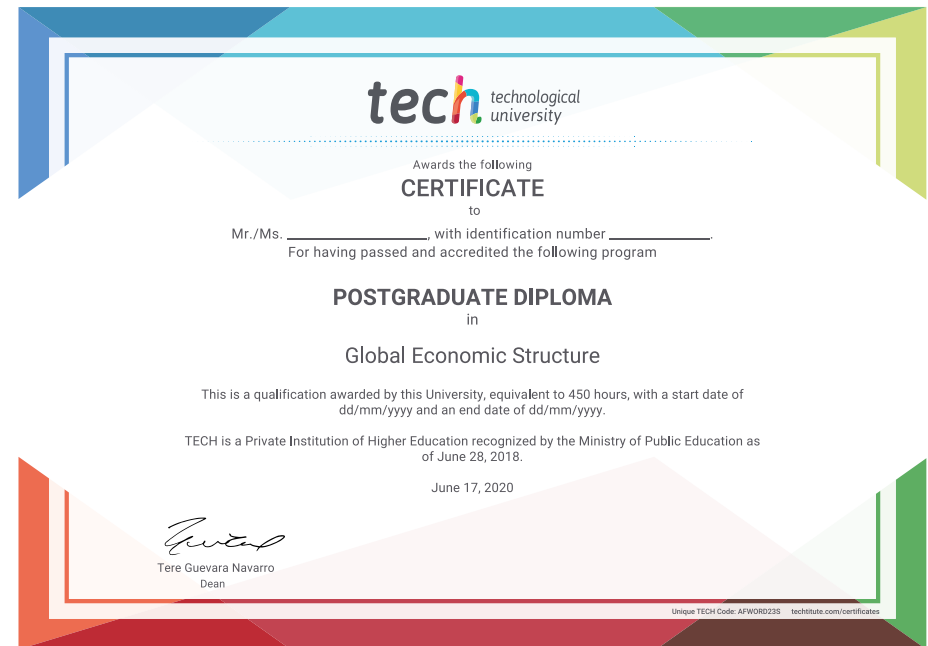 tech technological
university
Awards the following
CERTIFICATE
to
Mr./Ms. ____________________, with identification number ______________.
For having passed and accredited the following program
POSTGRADUATE DIPLOMA
in
Global Economic Structure
This is a qualification awarded by this University, equivalent to 450 hours, with a start date of
dd/mm/yyyy and an end date of dd/mm/yyyy.
TECH is a Private Institution of Higher Education recognized by the Ministry of Public Education as
of June 28, 2018.
June 17, 2020
Tere Guevara Navarro
Dean
Unique TECH Code: AFWORD23S techtitute.com/certificates